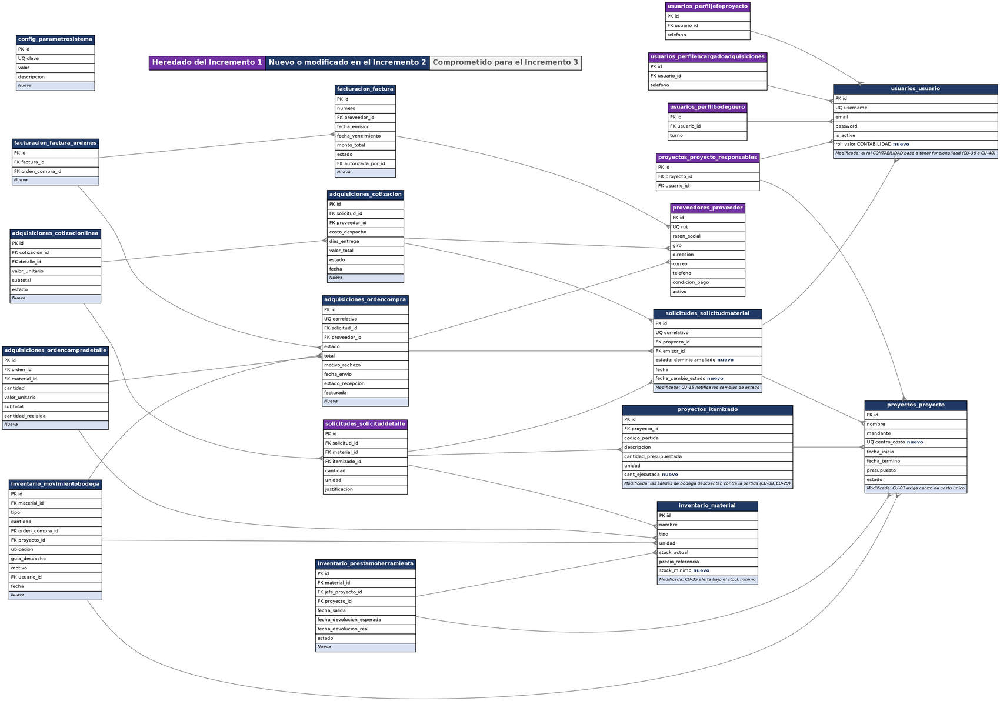 usuarios_perfiljefeproyecto
PK id
FK usuario_id
telefono
config_parametrosistema
PK id
UQ clave
valor
descripcion
Nueva
Heredado del Incremento 1
Nuevo o modificado en el Incremento 2
Comprometido para el Incremento 3
usuarios_perfilencargadoadquisiciones
PK id
FK usuario_id
telefono
facturacion_factura
PK id
numero
FK proveedor_id
fecha_emision
fecha_vencimiento
monto_total
estado
FK autorizada_por_id
Nueva
usuarios_usuario
PK id
UQ username
email
password
is_active
rol: valor CONTABILIDAD nuevo
Modificada: el rol CONTABILIDAD pasa a tener funcionalidad (CU-38 a CU-40)
usuarios_perfilbodeguero
PK id
FK usuario_id
turno
facturacion_factura_ordenes
PK id
FK factura_id
FK orden_compra_id
Nueva
proyectos_proyecto_responsables
PK id
FK proyecto_id
FK usuario_id
adquisiciones_cotizacion
PK id
FK solicitud_id
FK proveedor_id
costo_despacho
dias_entrega
valor_total
estado
fecha
Nueva
proveedores_proveedor
PK id
UQ rut
razon_social
giro
direccion
correo
telefono
condicion_pago
activo
adquisiciones_cotizacionlinea
PK id
FK cotizacion_id
FK detalle_id
valor_unitario
subtotal
estado
Nueva
adquisiciones_ordencompra
PK id
UQ correlativo
FK solicitud_id
FK proveedor_id
estado
total
motivo_rechazo
fecha_envio
estado_recepcion
facturada
Nueva
solicitudes_solicitudmaterial
PK id
UQ correlativo
FK proyecto_id
FK emisor_id
estado: dominio ampliado nuevo
fecha
fecha_cambio_estado nuevo
Modificada: CU-15 notifica los cambios de estado
adquisiciones_ordencompradetalle
PK id
FK orden_id
FK material_id
cantidad
valor_unitario
subtotal
cantidad_recibida
Nueva
solicitudes_solicituddetalle
PK id
FK solicitud_id
FK material_id
FK itemizado_id
cantidad
unidad
justificacion
proyectos_itemizado
PK id
FK proyecto_id
codigo_partida
descripcion
cantidad_presupuestada
unidad
cant_ejecutada nuevo
Modificada: las salidas de bodega descuentan contra la partida (CU-08, CU-29)
proyectos_proyecto
PK id
nombre
mandante
UQ centro_costo nuevo
fecha_inicio
fecha_termino
presupuesto
estado
Modificada: CU-07 exige centro de costo único
inventario_movimientobodega
PK id
FK material_id
tipo
cantidad
FK orden_compra_id
FK proyecto_id
ubicacion
guia_despacho
motivo
FK usuario_id
fecha
Nueva
inventario_material
PK id
nombre
tipo
unidad
stock_actual
precio_referencia
stock_minimo nuevo
Modificada: CU-35 alerta bajo el stock mínimo
inventario_prestamoherramienta
PK id
FK material_id
FK jefe_proyecto_id
FK proyecto_id
fecha_salida
fecha_devolucion_esperada
fecha_devolucion_real
estado
Nueva